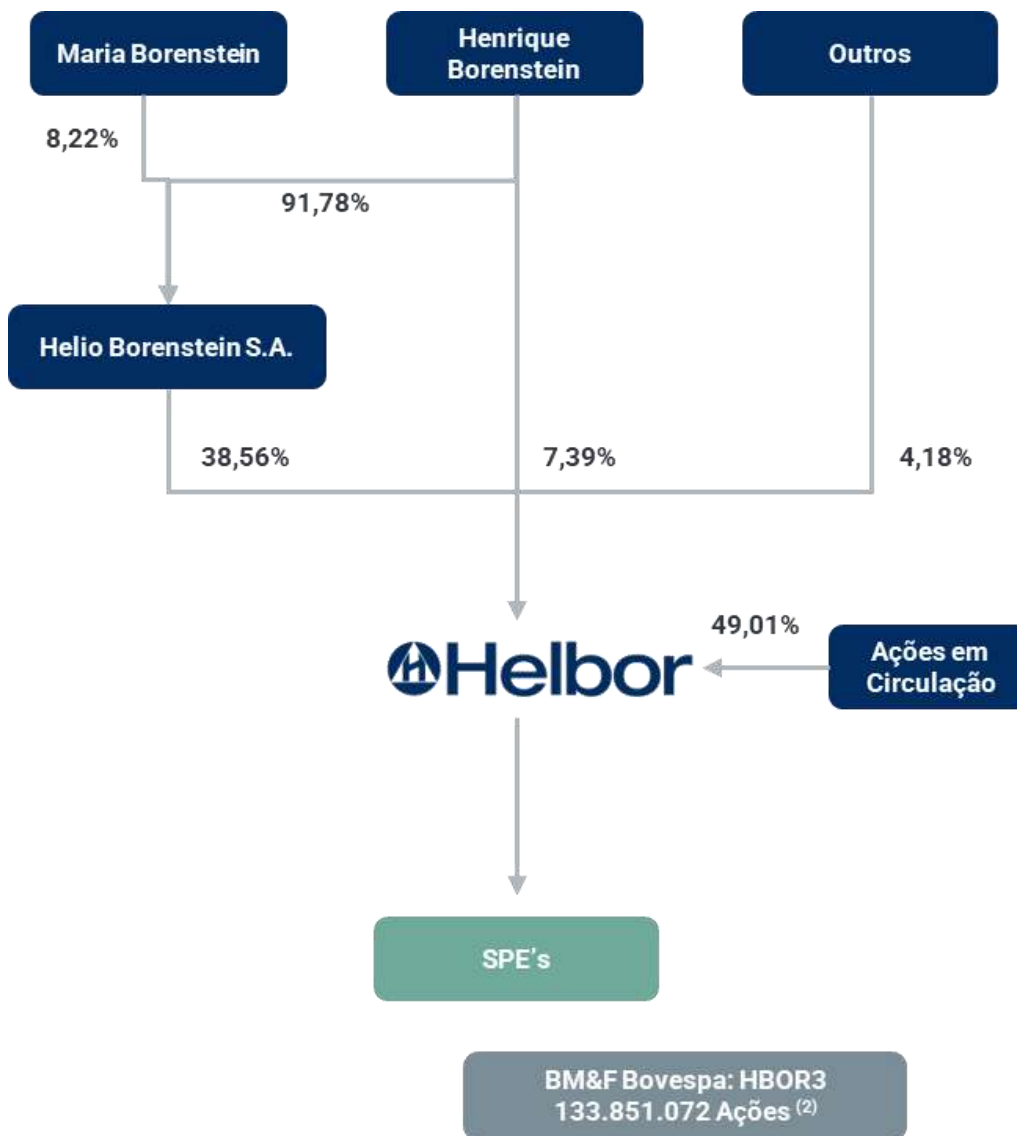 Maria Borenstein
Henrique
Borenstein
Outros
8,22%
91,78%
Helio Borenstein S.A.
38,56%
7,39%
4,18%
49,01%
Helbor
Ações em
Circulação
SPE's
BM&F Bovespa: HBOR3
133.851.072 Ações (2)